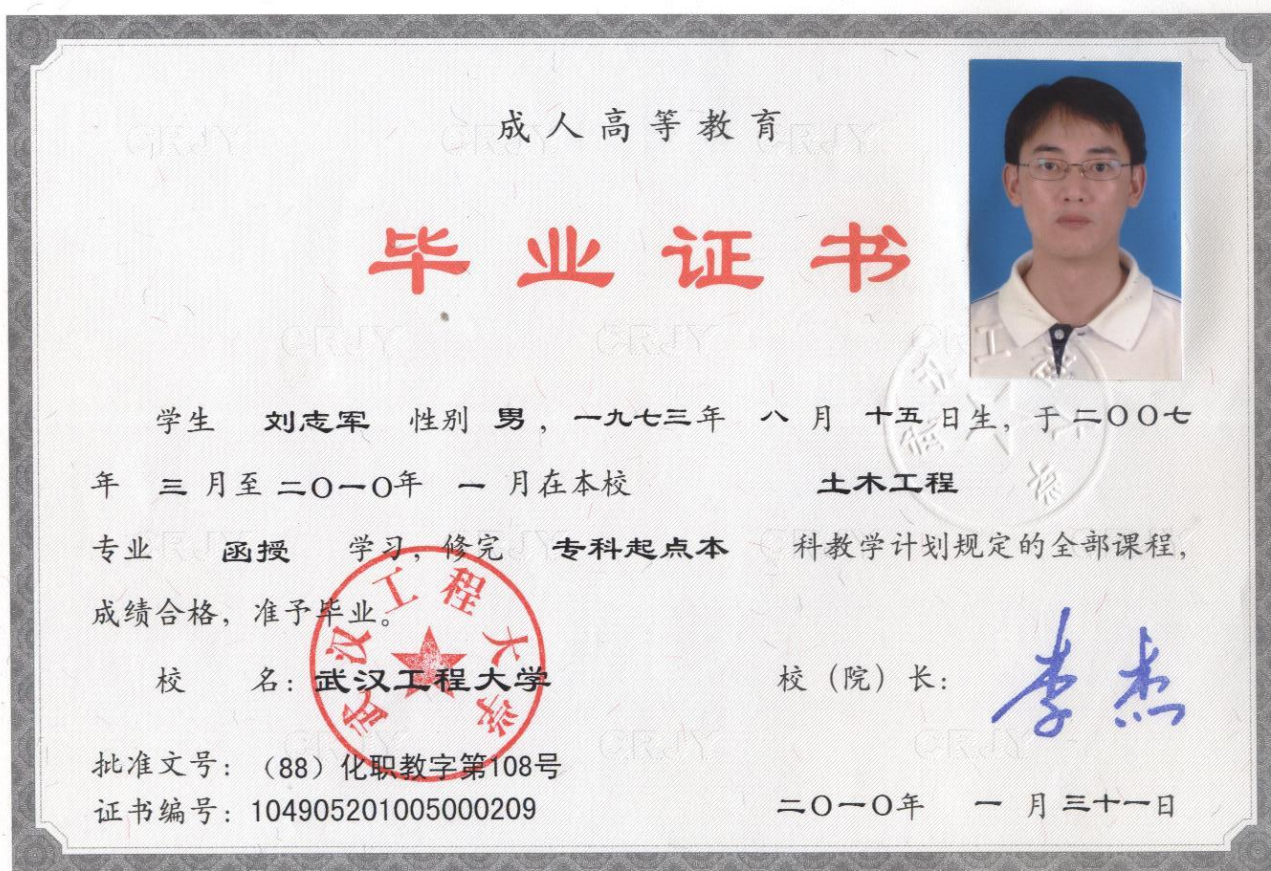 成人高等教育
毕业证书
学生 刘志军 性别 男，一九七三年 八 月 十五 日生，于二〇〇七
年 三 月至 二〇一〇年 一 月在本校 土木工程
专业 函授 学习，修完 专科起点本 科教学计划规定的全部课程，
成绩合格，准予毕业。
校 名：武汉工程大学
校（院）长：李杰
武汉工程大学
批准文号：（88）化职教字第108号
证书编号：104905201005000209
二〇一〇年 一 月 三十一日